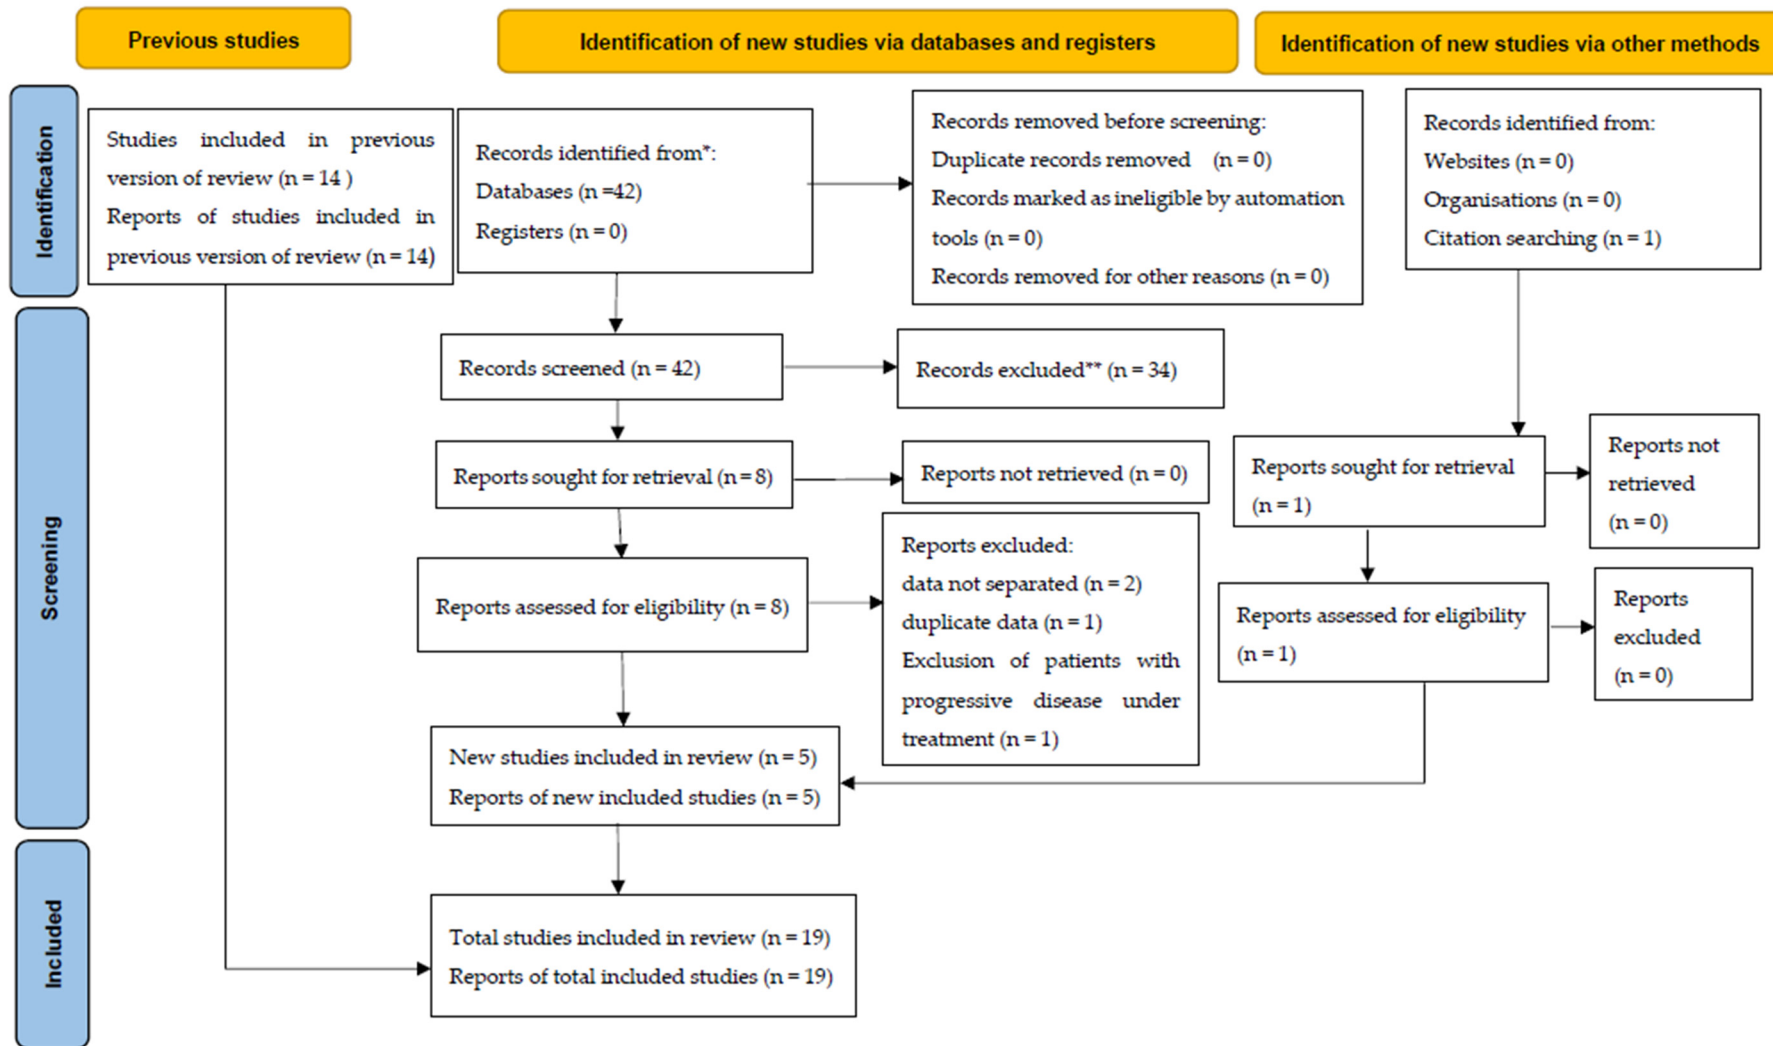 Previous studies
Identification of new studies via databases and registers
Identification of new studies via other methods
Identification
Studies included in previous
version of review (n = 14 )
Reports of studies included in
previous version of review (n = 14)
Records identified from*:
Databases (n =42)
Registers (n = 0)
Records removed before screening:
Duplicate records removed (n = 0)
Records marked as ineligible by automation
tools (n = 0)
Records removed for other reasons (n = 0)
Records identified from:
Websites (n = 0)
Organisations (n = 0)
Citation searching (n = 1)
Screening
Records screened (n = 42)
Records excluded** (n = 34)
Reports sought for retrieval (n = 8)
Reports not retrieved (n = 0)
Reports sought for retrieval
(n = 1)
Reports not
retrieved
(n = 0)
Reports assessed for eligibility (n = 8)
Reports excluded:
data not separated (n = 2)
duplicate data (n = 1)
Exclusion of patients with
progressive disease under
treatment (n = 1)
Reports assessed for eligibility
(n = 1)
Reports
excluded
(n = 0)
New studies included in review (n = 5)
Reports of new included studies (n = 5)
Included
Total studies included in review (n = 19)
Reports of total included studies (n = 19)